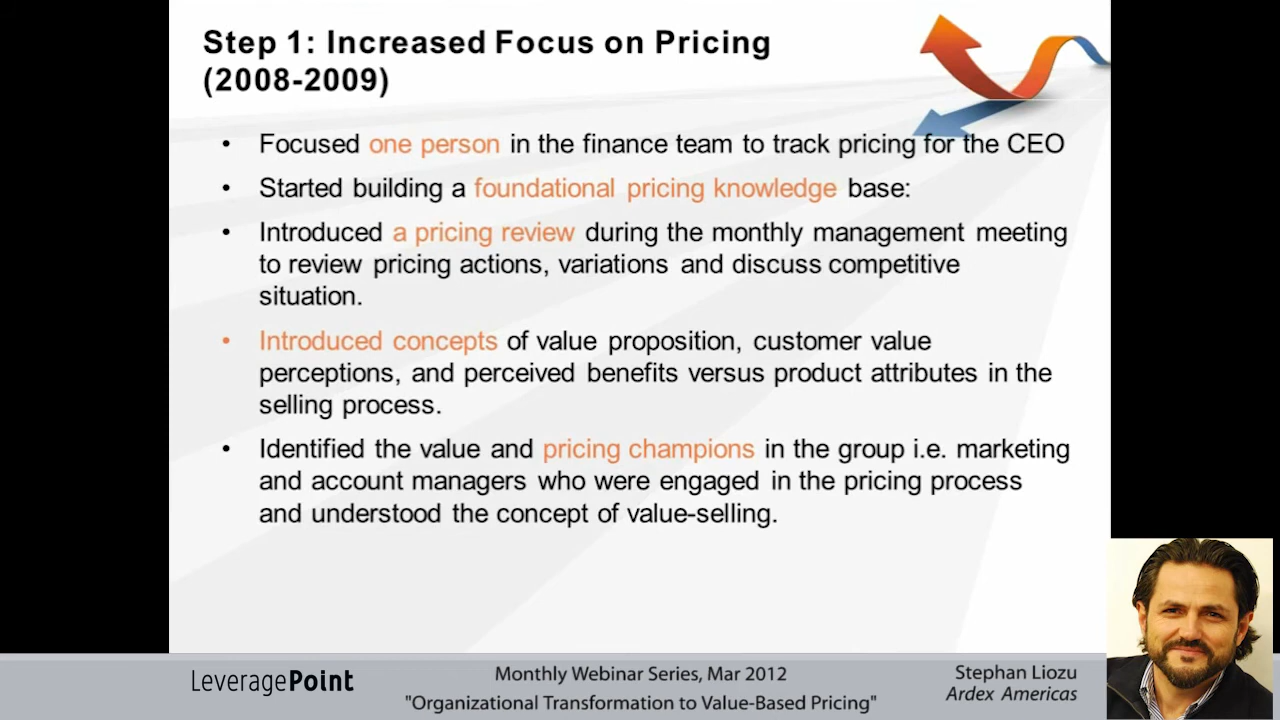 Step 1: Increased Focus on Pricing
(2008-2009)
• Focused one person in the finance team to track pricing for the CEO
• Started building a foundational pricing knowledge base:
• Introduced a pricing review during the monthly management meeting
to review pricing actions, variations and discuss competitive
situation.
• Introduced concepts of value proposition, customer value
perceptions, and perceived benefits versus product attributes in the
selling process.
• Identified the value and pricing champions in the group i.e. marketing
and account managers who were engaged in the pricing process
and understood the concept of value-selling.
LeveragePoint
Monthly Webinar Series, Mar 2012
"Organizational Transformation to Value-Based Pricing"
Stephan Liozu
Ardex Americas